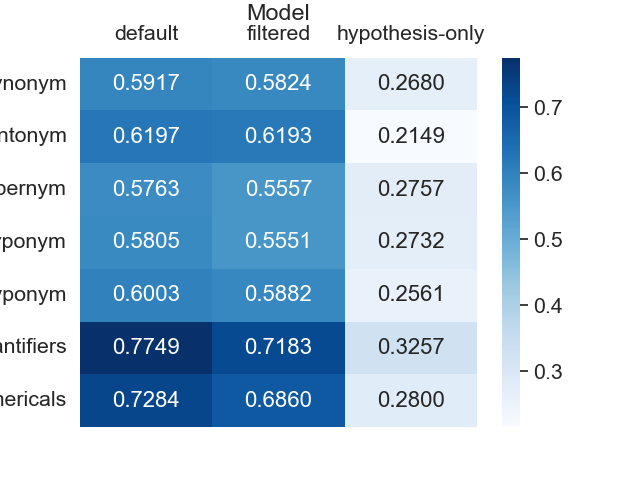 Model
default filtered hypothesis-only
ynonym 0.5917 0.5824 0.2680
ntonym 0.6197 0.6193 0.2149
pernym 0.5763 0.5557 0.2757
yponym 0.5805 0.5551 0.2732
yponym 0.6003 0.5882 0.2561
antifiers 0.7749 0.7183 0.3257
nericals 0.7284 0.6860 0.2800
0.7
0.6
0.5
0.4
0.3